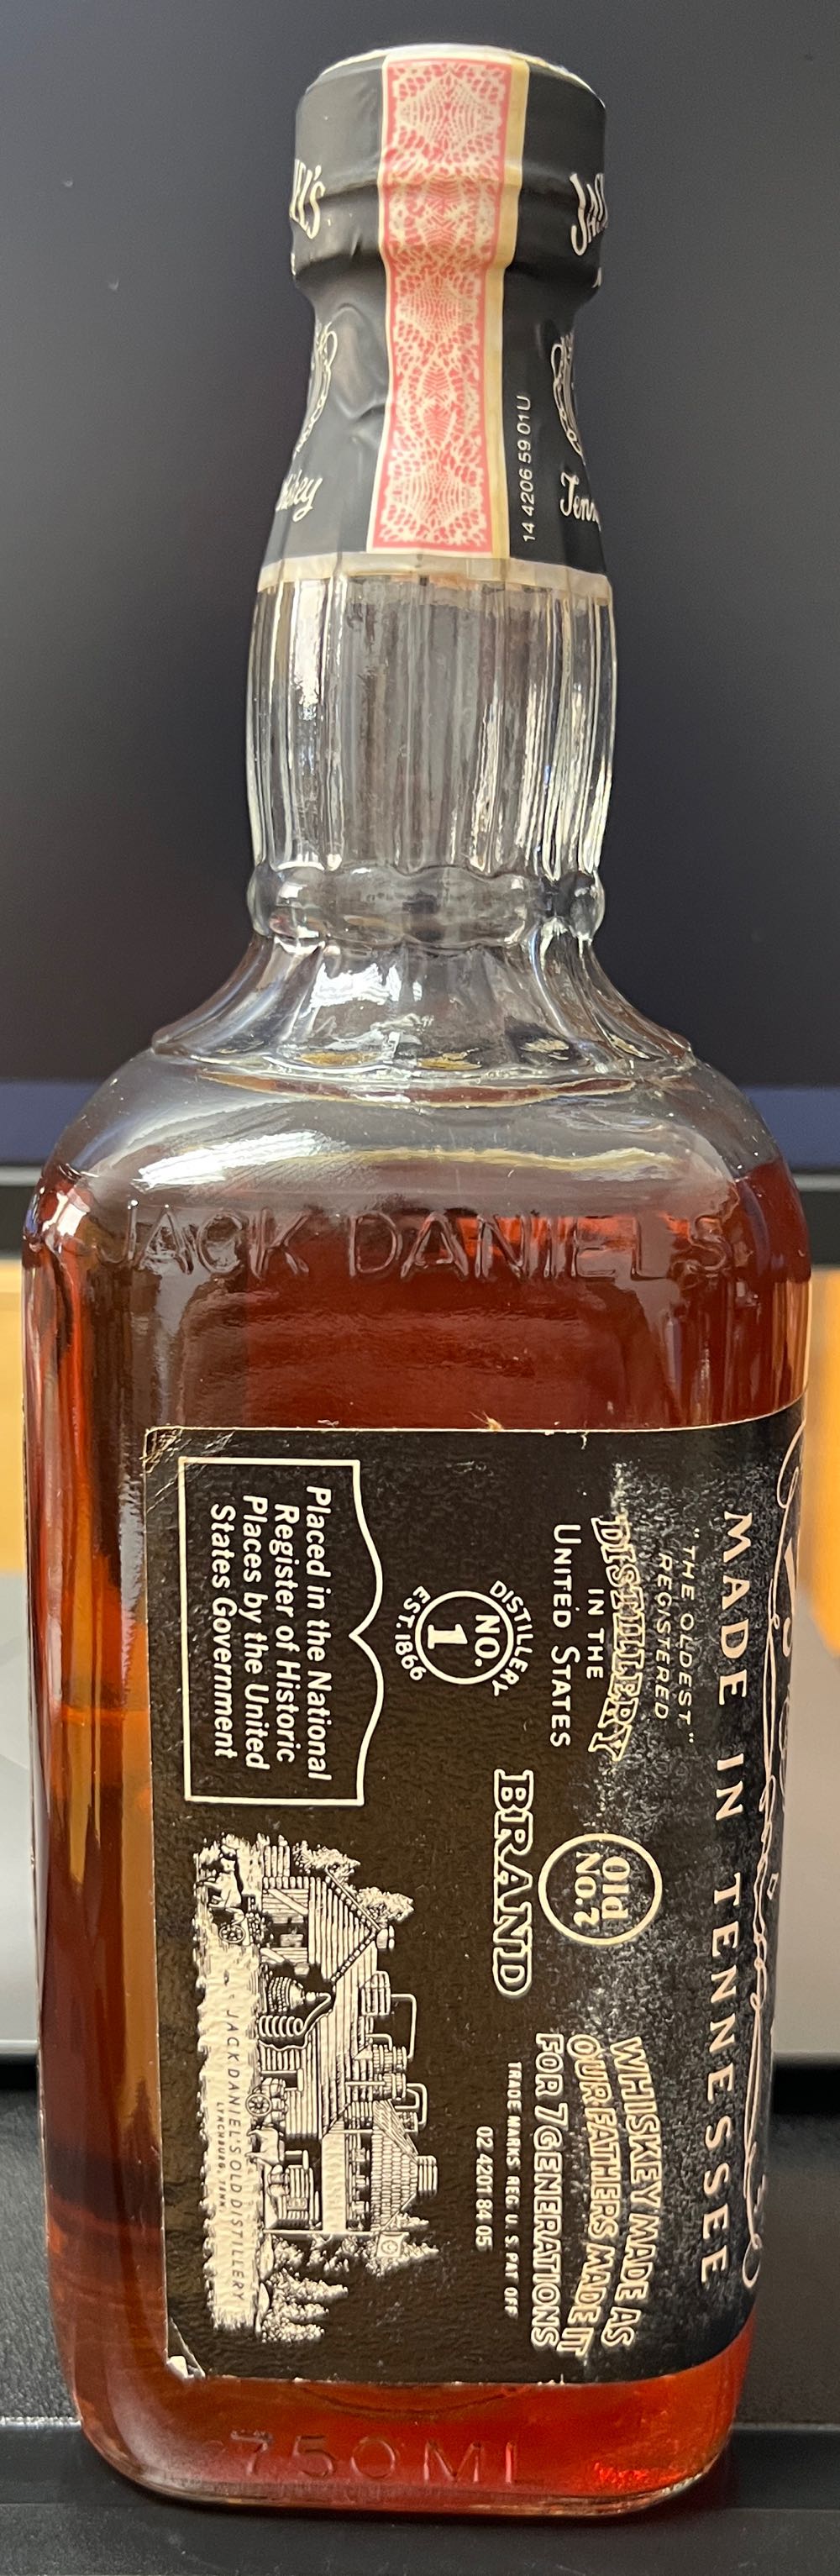 14 4206 59 01U
JACK DANIEL'S
Placed in the National
Register of Historic
Places by the United
States Government
DISTILLERY
NO.
1
EST. 1866
"THE OLDEST"
REGISTERED
DISTILLERY
IN THE
UNITED STATES
Old
No. 7
BRAND
WHISKEY MADE AS
OUR FATHERS MADE IT
FOR 7 GENERATIONS
TRADE MARKS REG U.S. PAT OFF
02 4201 84 05
MADE IN TENNESSEE
JACK DANIEL'S OLD DISTILLERY
LYNCHBURG, TENN.
750 ML